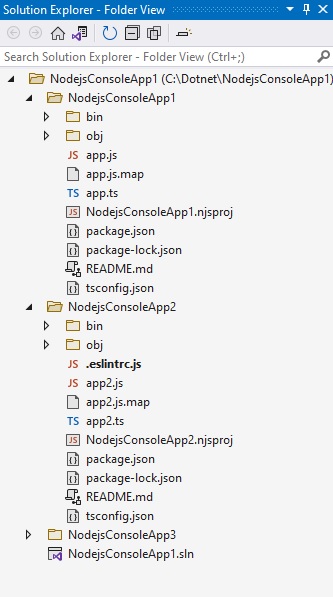 Solution Explorer - Folder View
Search Solution Explorer - Folder View (Ctrl+;)
NodejsConsoleApp1 (C:\Dotnet\NodejsConsoleApp1)
NodejsConsoleApp1
bin
obj
JS app.js
app.js.map
TS app.ts
JS NodejsConsoleApp1.njsproj
package.json
package-lock.json
README.md
tsconfig.json
NodejsConsoleApp2
bin
obj
JS .eslintrc.js
JS app2.js
app2.js.map
TS app2.ts
JS NodejsConsoleApp2.njsproj
package.json
package-lock.json
README.md
tsconfig.json
NodejsConsoleApp3
NodejsConsoleApp1.sln